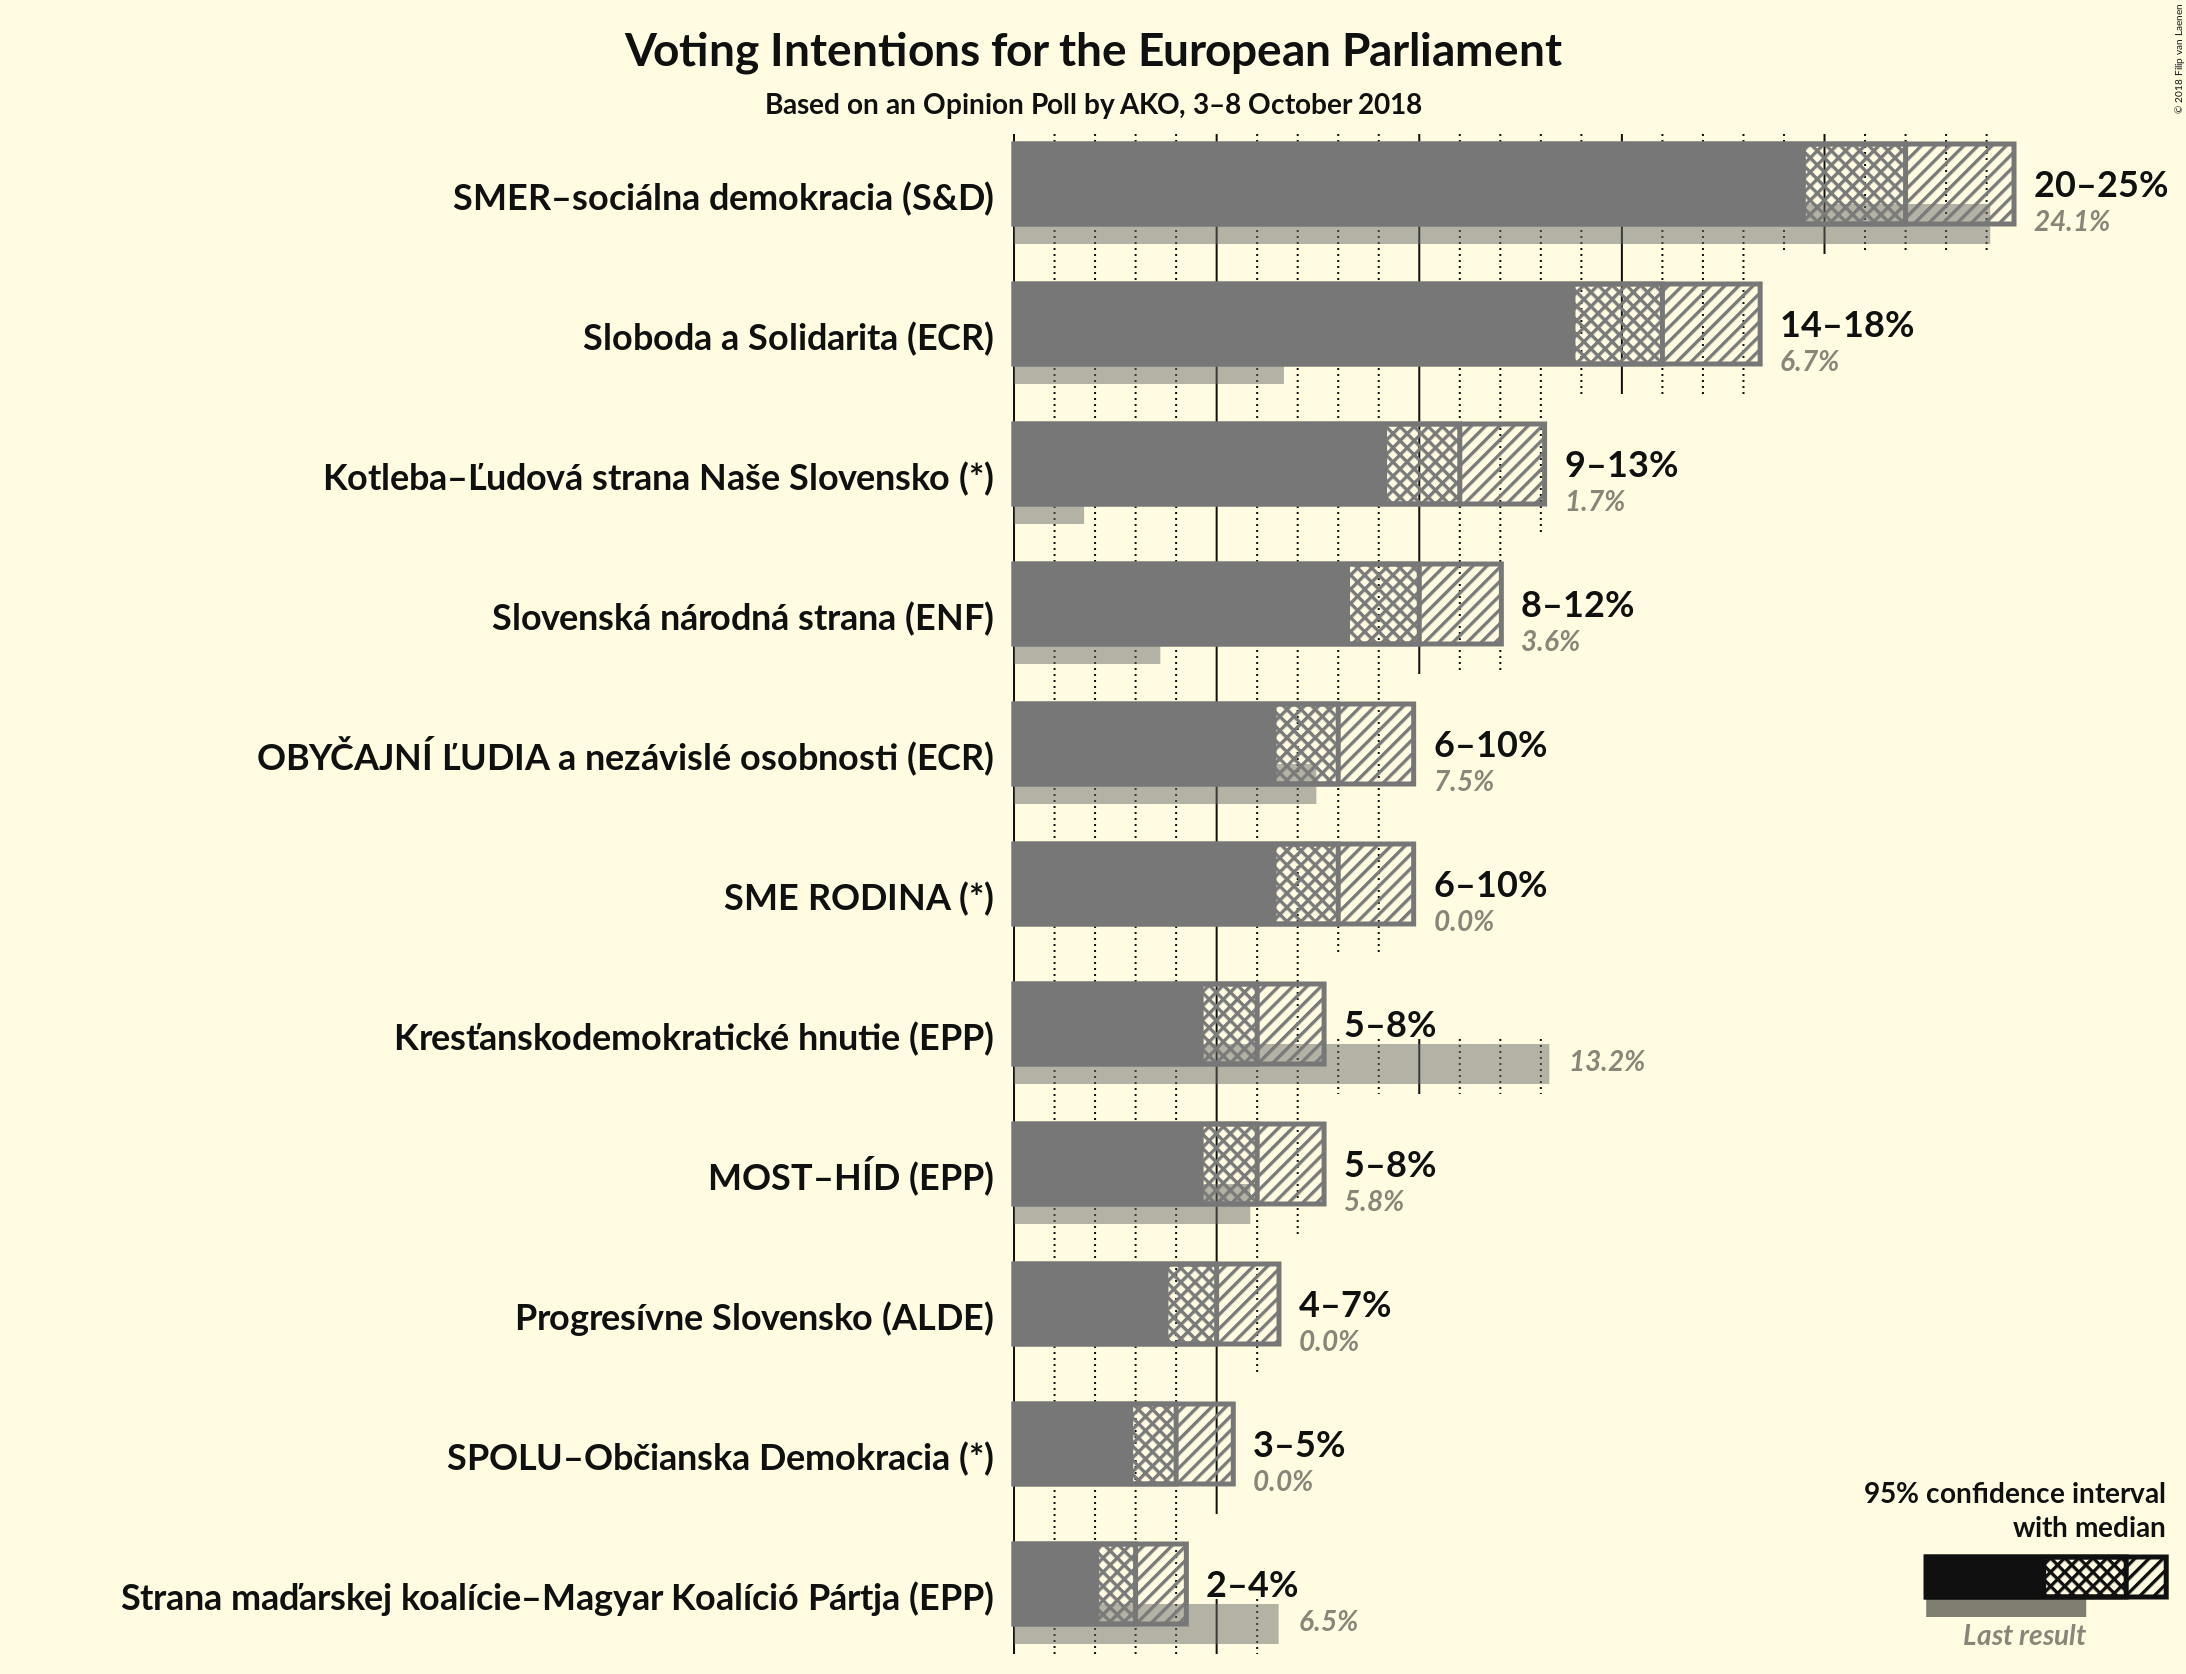 Voting Intentions for the European Parliament
Based on an Opinion Poll by AKO, 3–8 October 2018
© 2018 Filip van Laenen
SMER–sociálna demokracia (S&D)
20–25%
24.1%
Sloboda a Solidarita (ECR)
14–18%
6.7%
Kotleba–Ľudová strana Naše Slovensko (*)
9–13%
1.7%
Slovenská národná strana (ENF)
8–12%
3.6%
OBYČAJNÍ ĽUDIA a nezávislé osobnosti (ECR)
6–10%
7.5%
SME RODINA (*)
6–10%
0.0%
Kresťanskodemokratické hnutie (EPP)
5–8%
13.2%
MOST–HÍD (EPP)
5–8%
5.8%
Progresívne Slovensko (ALDE)
4–7%
0.0%
SPOLU–Občianska Demokracia (*)
3–5%
0.0%
Strana maďarskej koalície–Magyar Koalíció Pártja (EPP)
2–4%
6.5%
95% confidence interval
with median
Last result